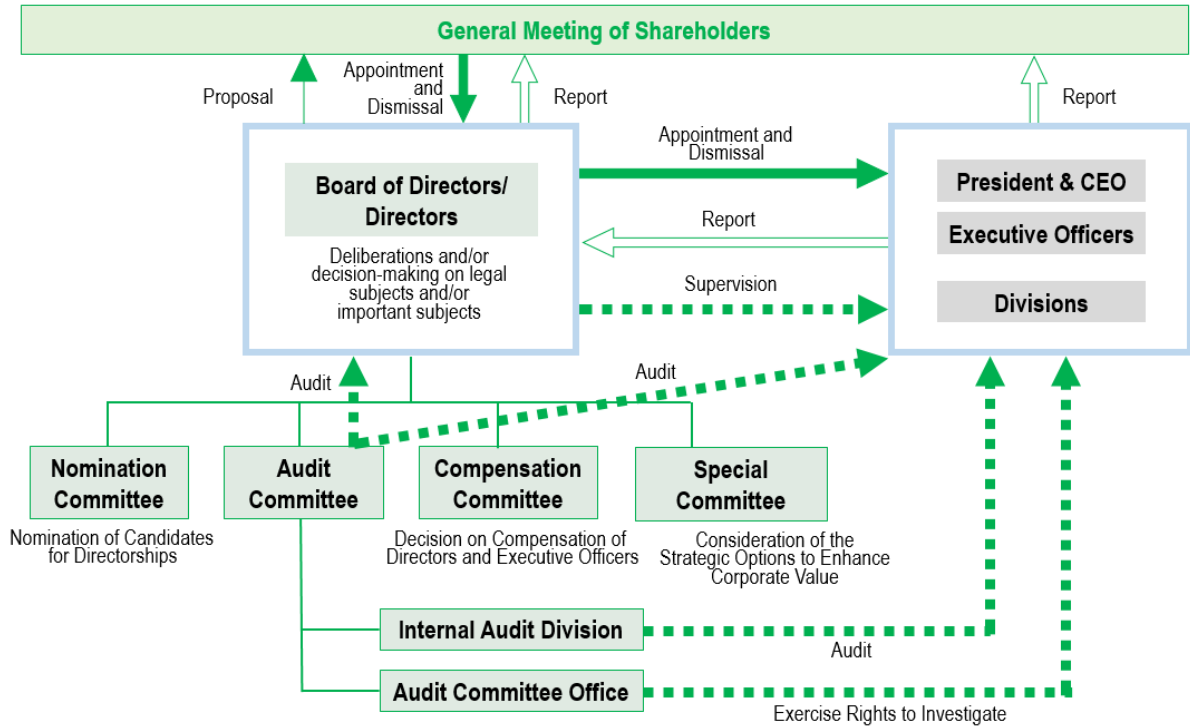 General Meeting of Shareholders
Proposal
Appointment
and
Dismissal
Report
Report
Board of Directors/
Directors
Deliberations and/or
decision-making on legal
subjects and/or
important subjects
Appointment and
Dismissal
Report
Supervision
President & CEO
Executive Officers
Divisions
Audit
Audit
Nomination
Committee
Nomination of Candidates
for Directorships
Audit
Committee
Compensation
Committee
Decision on Compensation of
Directors and Executive Officers
Special
Committee
Consideration of the
Strategic Options to Enhance
Corporate Value
Internal Audit Division
Audit
Audit Committee Office
Exercise Rights to Investigate